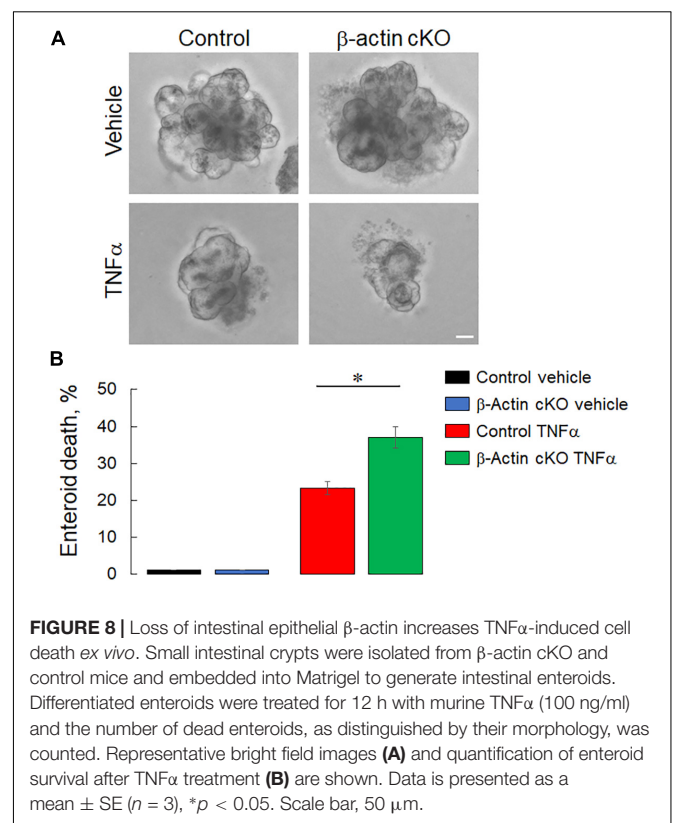 A
Control
β-actin cKO
Vehicle
TNFα
B
Enteroid death, %
50
40
30
20
10
0
*
Control vehicle
β-Actin cKO vehicle
Control TNFα
β-Actin cKO TNFα
FIGURE 8 | Loss of intestinal epithelial β-actin increases TNFα-induced cell
death ex vivo. Small intestinal crypts were isolated from β-actin cKO and
control mice and embedded into Matrigel to generate intestinal enteroids.
Differentiated enteroids were treated for 12 h with murine TNFα (100 ng/ml)
and the number of dead enteroids, as distinguished by their morphology, was
counted. Representative bright field images (A) and quantification of enteroid
survival after TNFα treatment (B) are shown. Data is presented as a
mean ± SE (n = 3), *p < 0.05. Scale bar, 50 μm.